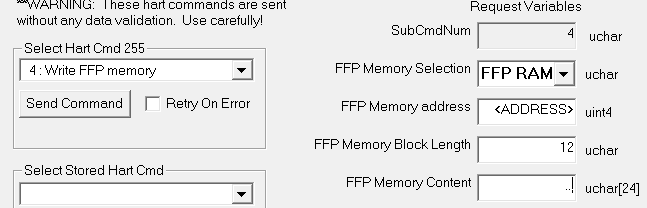 **WARNING: These hart commands are sent
without any data validation. Use carefully!
Select Hart Cmd 255
4 : Write FFP memory
Send Command
Retry On Error
Select Stored Hart Cmd
Request Variables
SubCmdNum 4 uchar
FFP Memory Selection FFP RAM uchar
FFP Memory address <ADDRESS> uint4
FFP Memory Block Length 12 uchar
FFP Memory Content .. uchar[24]